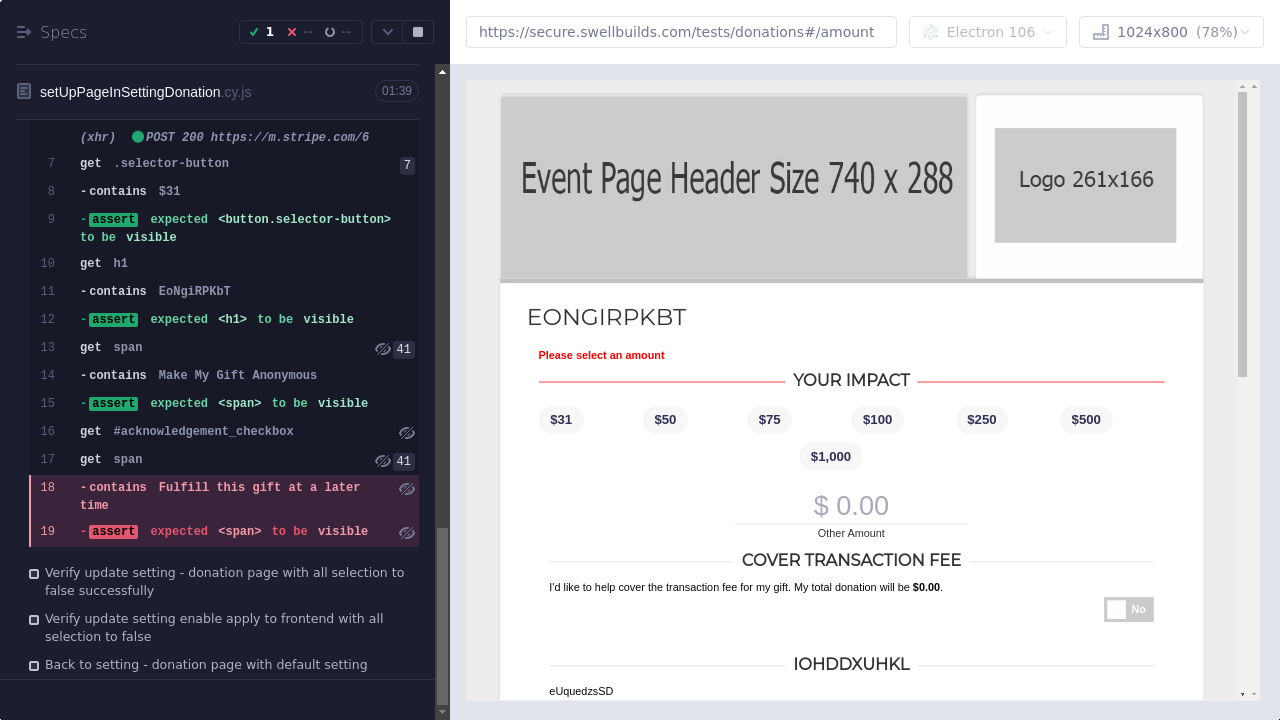 Specs
1
--
--
https://secure.swellbuilds.com/tests/donations#/amount
Electron 106
1024x800 (78%)
setUpPageInSettingDonation.cy.js
01:39
(xhr) POST 200 https://m.stripe.com/6
7 get .selector-button 7
8 -contains $31
9 -assert expected <button.selector-button>
to be visible
10 get h1
11 -contains EoNgiRPKbT
12 -assert expected <h1> to be visible
13 get span 41
14 -contains Make My Gift Anonymous
15 -assert expected <span> to be visible
16 get #acknowledgement_checkbox
17 get span 41
18 -contains Fulfill this gift at a later
time
19 -assert expected <span> to be visible
Verify update setting - donation page with all selection to
false successfully
Verify update setting enable apply to frontend with all
selection to false
Back to setting - donation page with default setting
Event Page Header Size 740 x 288
Logo 261x166
EONGIRPKBT
Please select an amount
YOUR IMPACT
$31 $50 $75 $100 $250 $500
$1,000
$ 0.00
Other Amount
COVER TRANSACTION FEE
I'd like to help cover the transaction fee for my gift. My total donation will be $0.00.
No
IOHDDXUHKL
eUquedzsSD